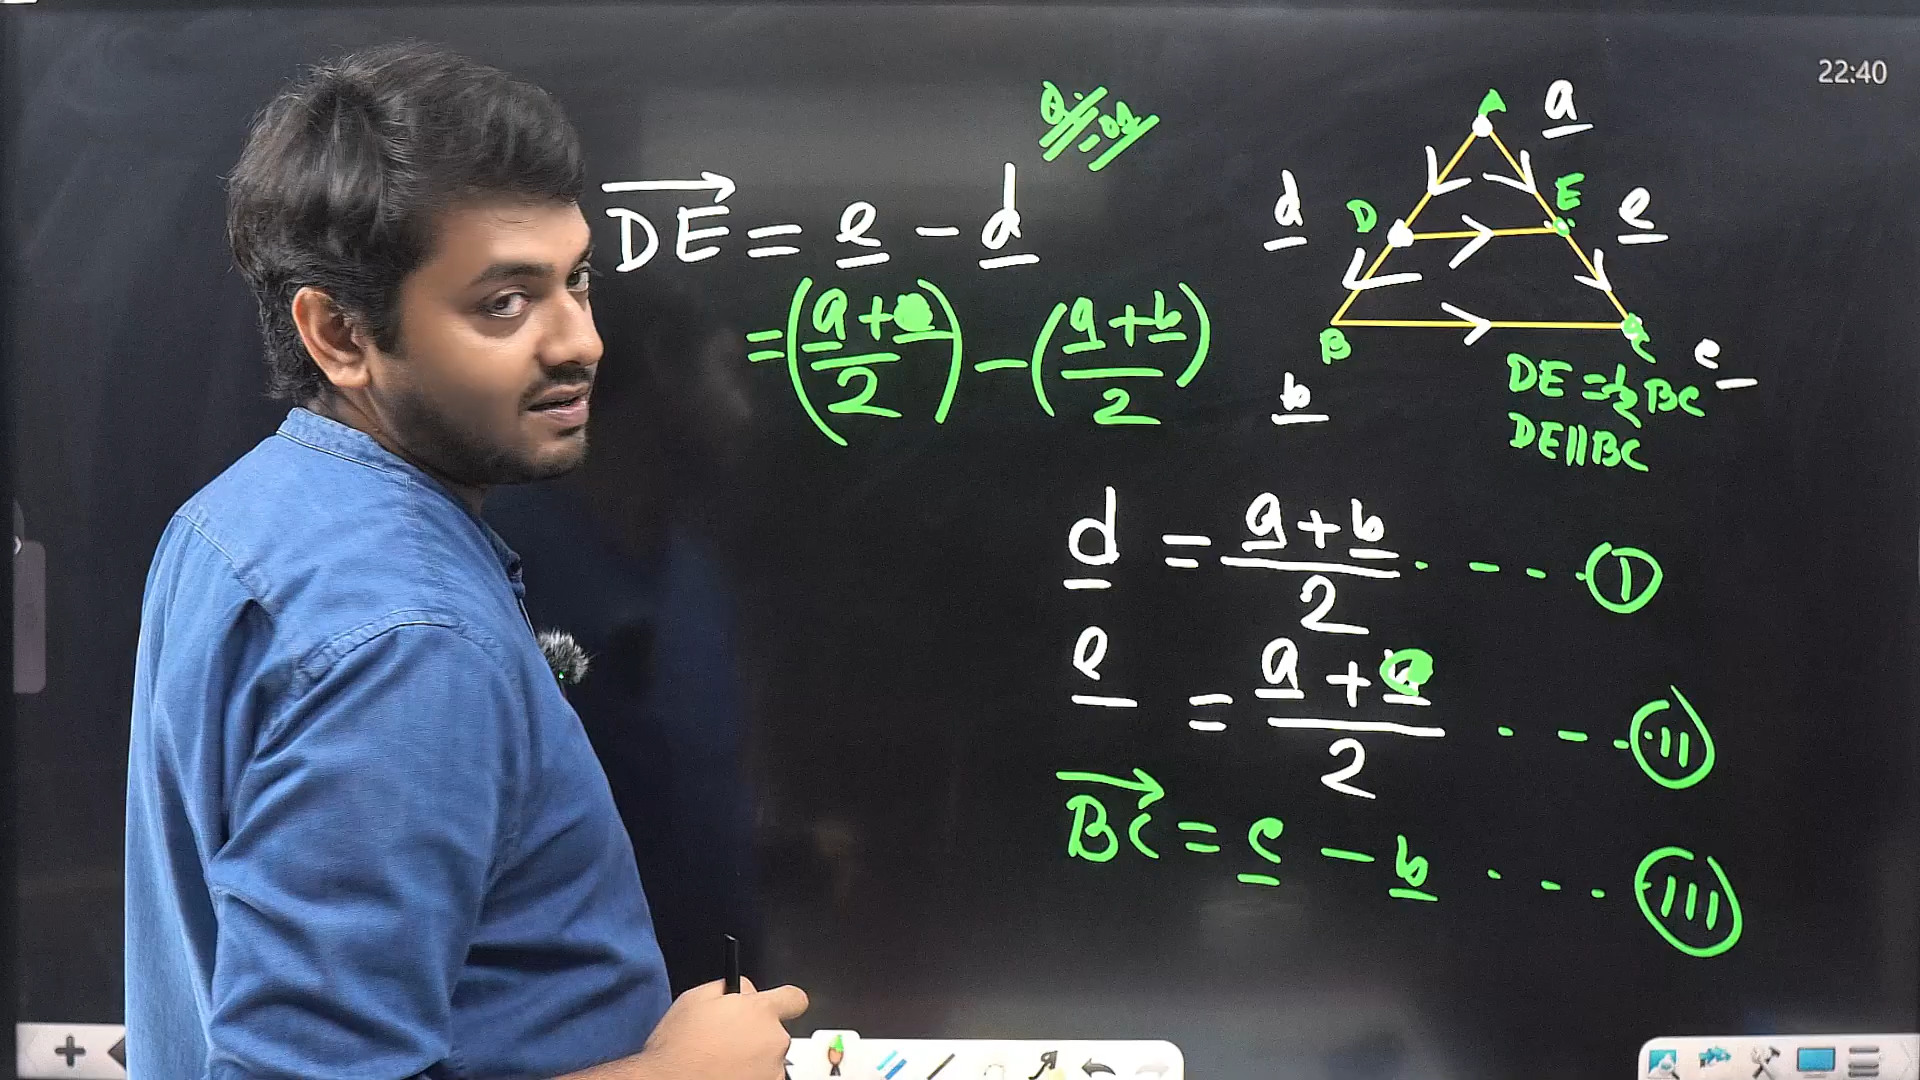 22:40
A a
D E
d e
B C
b c
DE = 1/2 BC
DE || BC
DE = e - d
= (a + c / 2) - (a + b / 2)
d = a + b / 2 . - - - I
e = a + c / 2 . - - II
BC = c - b . - - . III